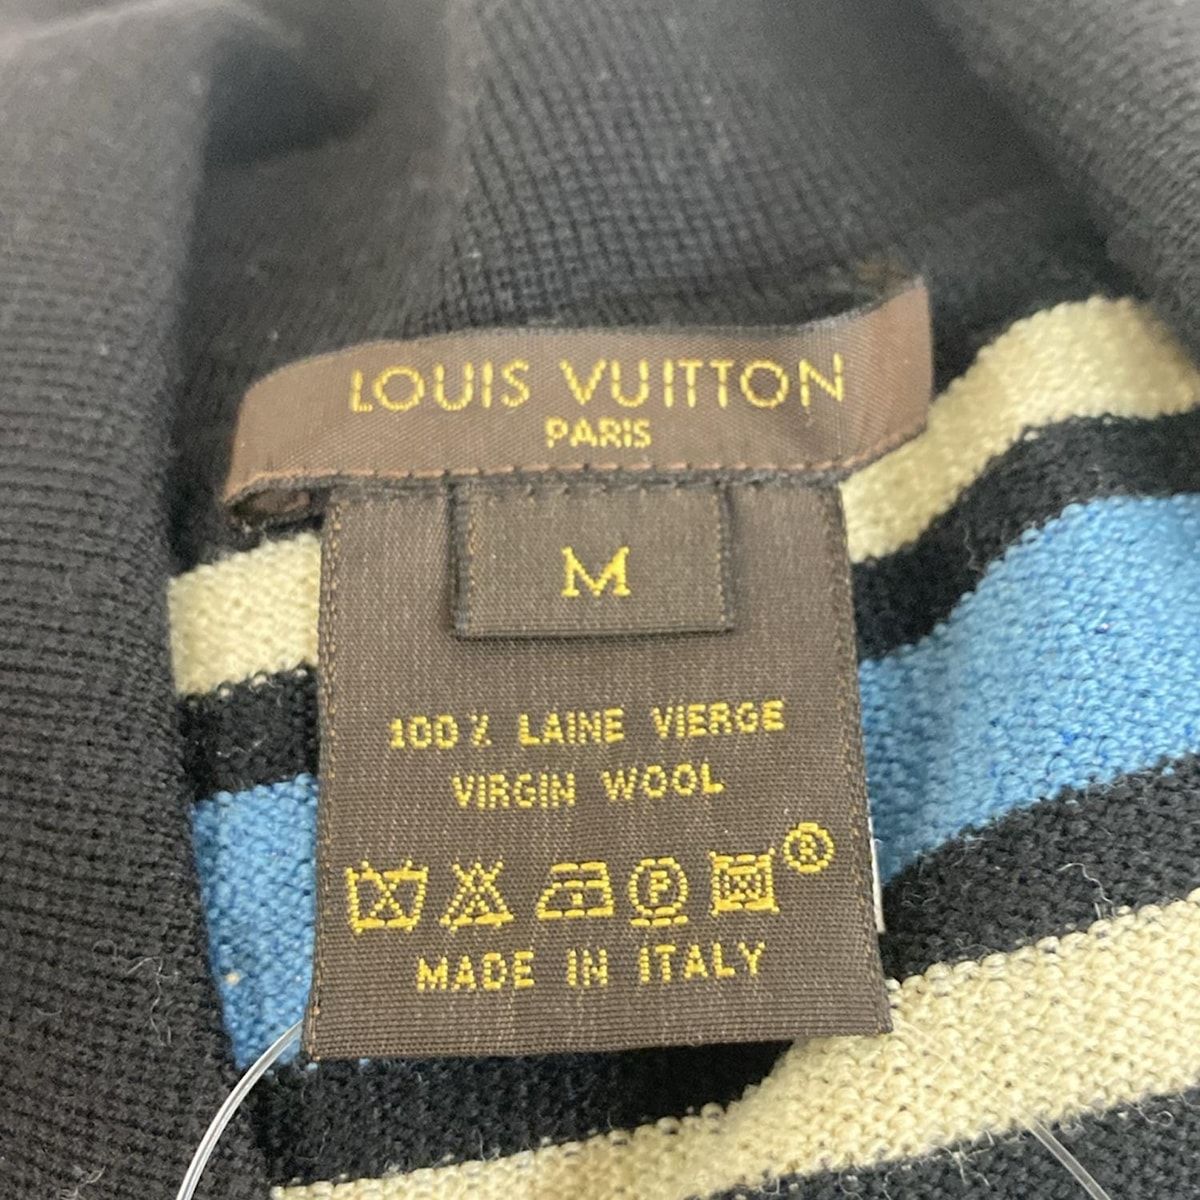 LOUIS VUITTON
PARIS
M
100% LAINE VIERGE
VIRGIN WOOL
P ®
MADE IN ITALY